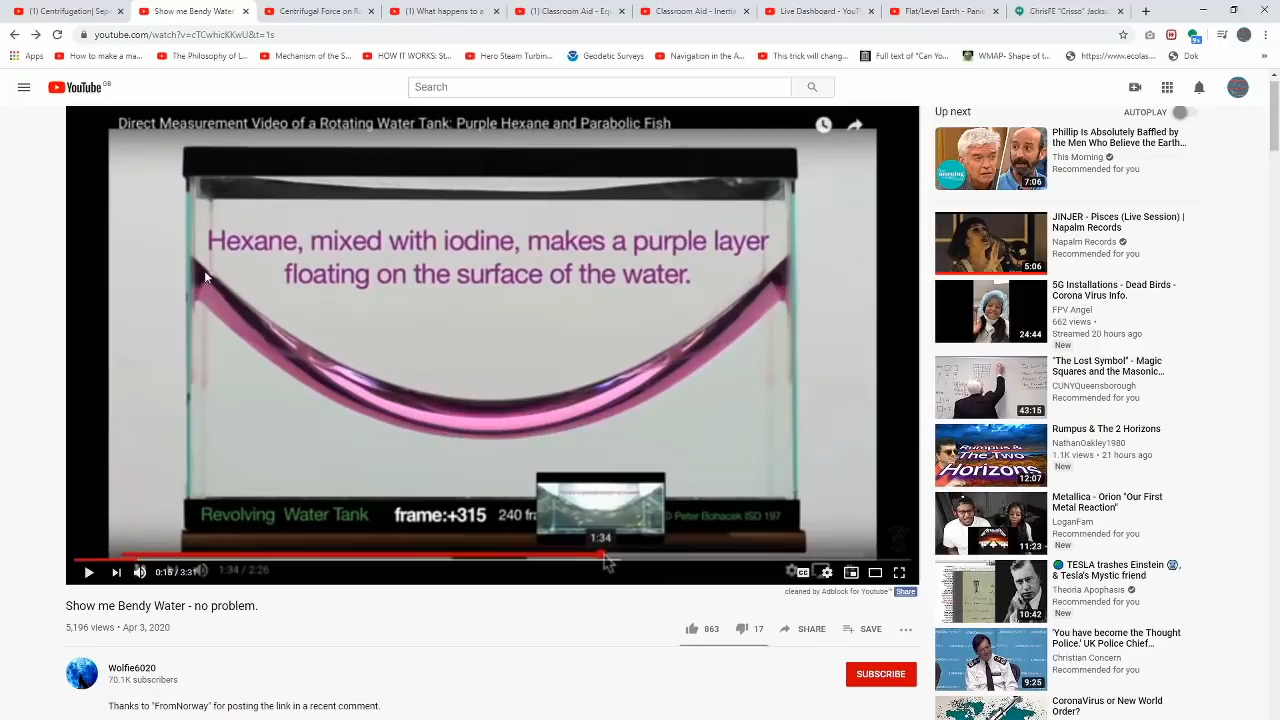 (1) Centrifugation| Sep
Show me Bendy Water
Centrifugal Force on Ro
(1) What happens to a
(1) Classroom Aid - Equ
Classroom Aid - Inertia
Live Dashboard - YouT
Flat/Level Earth - Panic
ChrisFE "Crisso" Jackso
youtube.com/watch?v=cTCwhicKKwU&t=1s
Apps
How to make a ma...
The Philosophy of L...
Mechanism of the S...
HOW IT WORKS: St...
Hero Steam Turbin...
Geodetic Surveys
Navigation in the A...
This trick will chang...
Full text of "Can Yo...
WMAP- Shape of t...
https://www.ecolas...
Dok
YouTube GB
Search
Direct Measurement Video of a Rotating Water Tank: Purple Hexane and Parabolic Fish
Hexane, mixed with iodine, makes a purple layer
floating on the surface of the water.
Revolving Water Tank frame:+315 240 fr © Peter Bohacek ISD 197
1:34
0:15 / 3:37
1:34 / 2:26
cleaned by Adblock for Youtube™ Share
Show me Bendy Water - no problem.
5,196 views • Apr 3, 2020
863
17
SHARE
SAVE
Wolfie6020
70.1K subscribers
SUBSCRIBE
Thanks to "FromNorway" for posting the link in a recent comment.
Up next
AUTOPLAY
Phillip Is Absolutely Baffled by
the Men Who Believe the Earth...
This Morning
Recommended for you
7:06
JINJER - Pisces (Live Session) |
Napalm Records
Napalm Records
Recommended for you
5:06
5G Installations - Dead Birds -
Corona Virus Info.
FPV Angel
662 views •
Streamed 20 hours ago
New
24:44
"The Lost Symbol" - Magic
Squares and the Masonic...
CUNYQueensborough
Recommended for you
43:15
Rumpus & The 2 Horizons
NathanOakley1980
1.1K views • 21 hours ago
New
Rumpus &
The Two
Horizons
12:07
Metallica - Orion "Our First
Metal Reaction"
LoganFam
Recommended for you
New
11:23
TESLA trashes Einstein
& Tesla's Mystic friend
Theoria Apophasis
Recommended for you
New
10:42
'You have become the Thought
Police.' UK Police Chief...
Christian Concern
Recommended for you
9:25
CoronaVirus or New World
Order?